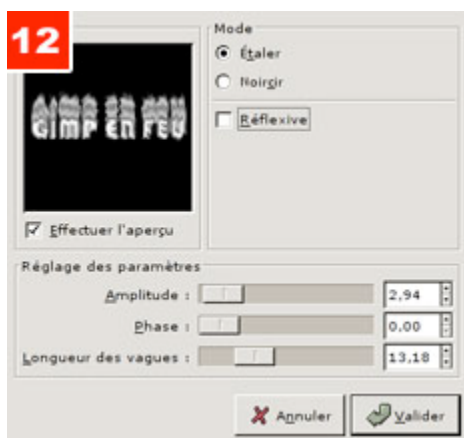 12
Mode
Étaler
Noircir
Réflexive
GIMP EN FEU
Effectuer l'aperçu
Réglage des paramètres
Amplitude : 2,94
Phase : 0,00
Longueur des vagues : 13,18
Annuler Valider